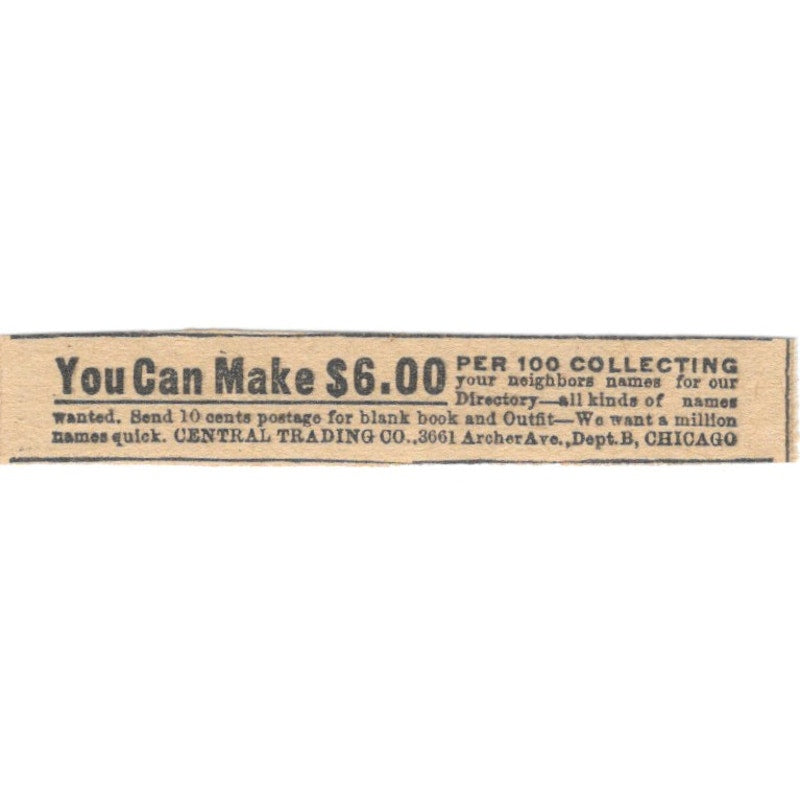 You Can Make $6.00 PER 100 COLLECTING
your neighbors names for our
Directory—all kinds of names
wanted. Send 10 cents postage for blank book and Outfit—We want a million
names quick. CENTRAL TRADING CO.,3661 Archer Ave.,Dept.B, CHICAGO